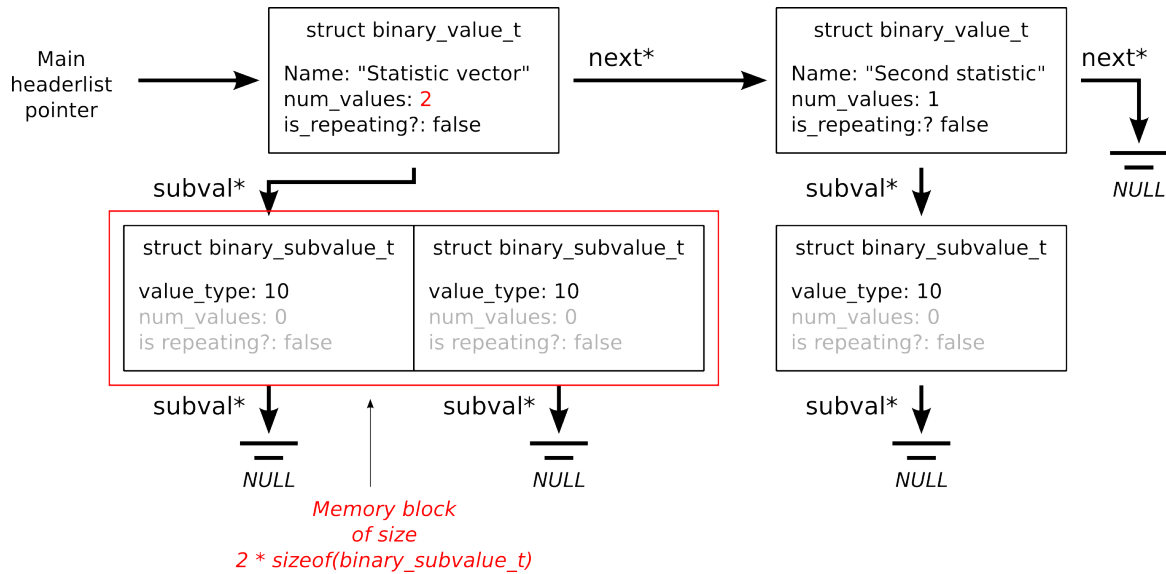 Main
headerlist
pointer
struct binary_value_t
Name: "Statistic vector"
num_values: 2
is_repeating?: false
next*
struct binary_value_t
Name: "Second statistic"
num_values: 1
is_repeating:? false
next*
NULL
subval*
subval*
struct binary_subvalue_t
value_type: 10
num_values: 0
is repeating?: false
struct binary_subvalue_t
value_type: 10
num_values: 0
is repeating?: false
struct binary_subvalue_t
value_type: 10
num_values: 0
is repeating?: false
subval*
NULL
subval*
NULL
subval*
NULL
Memory block
of size
2 * sizeof(binary_subvalue_t)